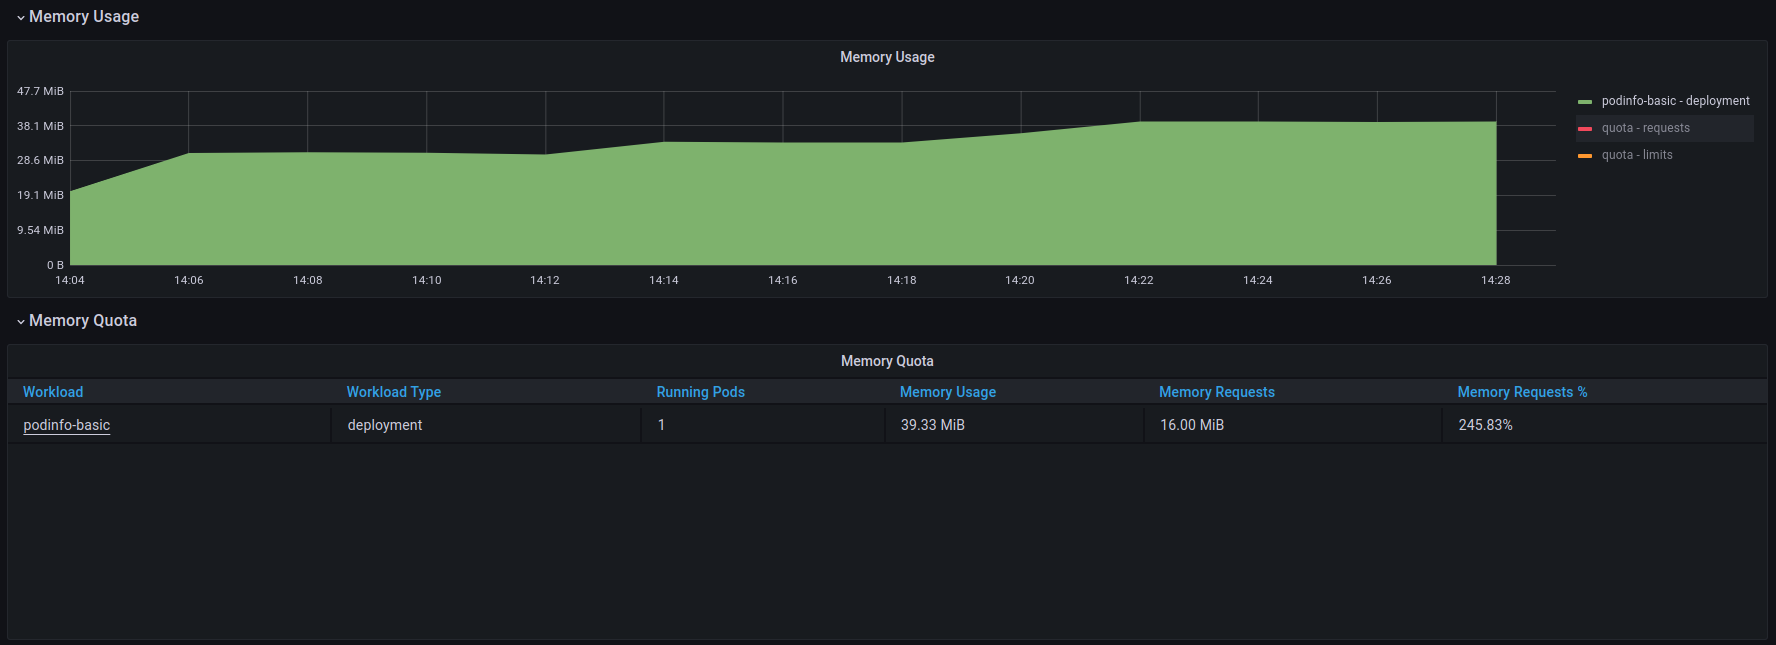 Memory Usage
Memory Usage
47.7 MiB
38.1 MiB
28.6 MiB
19.1 MiB
9.54 MiB
0 B
14:04 14:06 14:08 14:10 14:12 14:14 14:16 14:18 14:20 14:22 14:24 14:26 14:28
podinfo-basic - deployment
quota - requests
quota - limits
Memory Quota
Memory Quota
Workload Workload Type Running Pods Memory Usage Memory Requests Memory Requests %
podinfo-basic deployment 1 39.33 MiB 16.00 MiB 245.83%